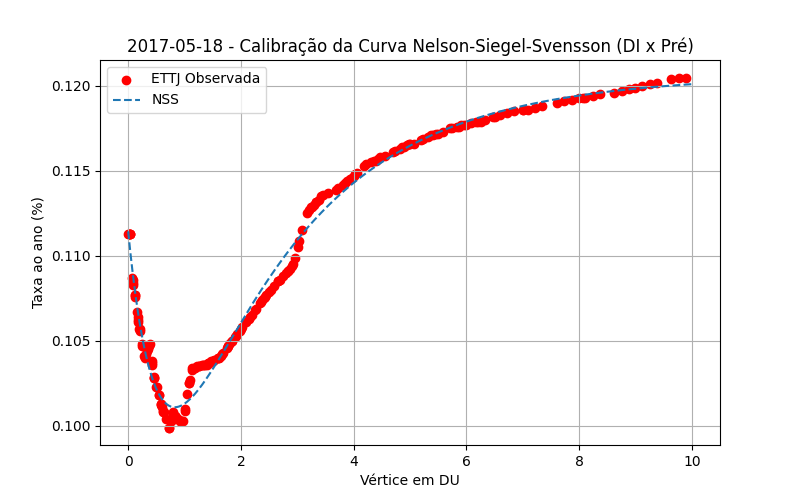 2017-05-18 - Calibração da Curva Nelson-Siegel-Svensson (DI x Pré)
ETTJ Observada
NSS
0.120
0.115
0.110
0.105
0.100
Taxa ao ano (%)
0
2
4
6
8
10
Vértice em DU